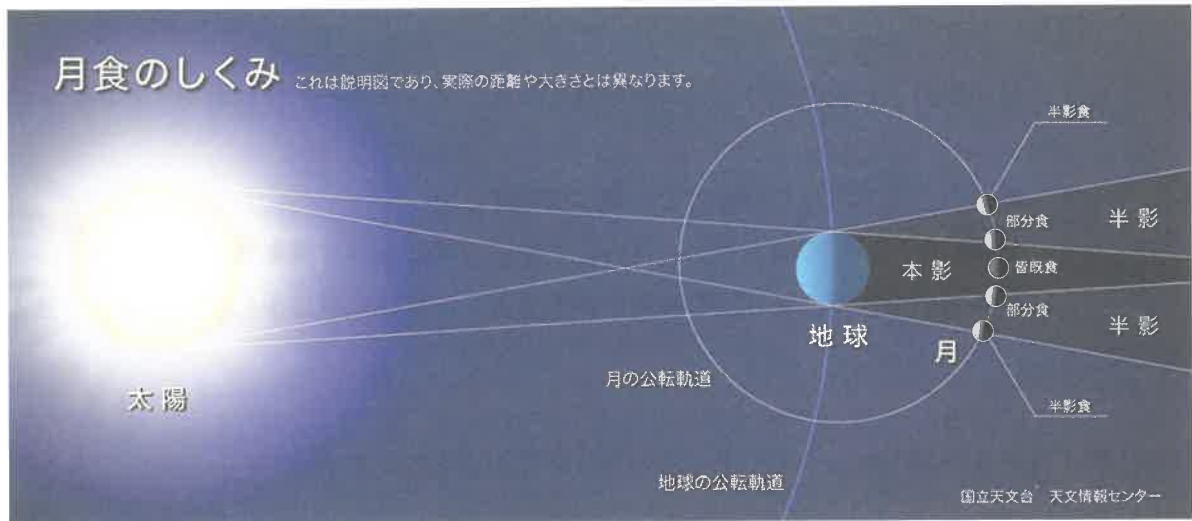 月食のしくみ これは説明図であり、実際の距離や大きさとは異なります。
半影食
部分食
半影
本影
皆既食
部分食
半影
地球
月
月の公転軌道
太陽
半影食
地球の公転軌道
国立天文台 天文情報センター